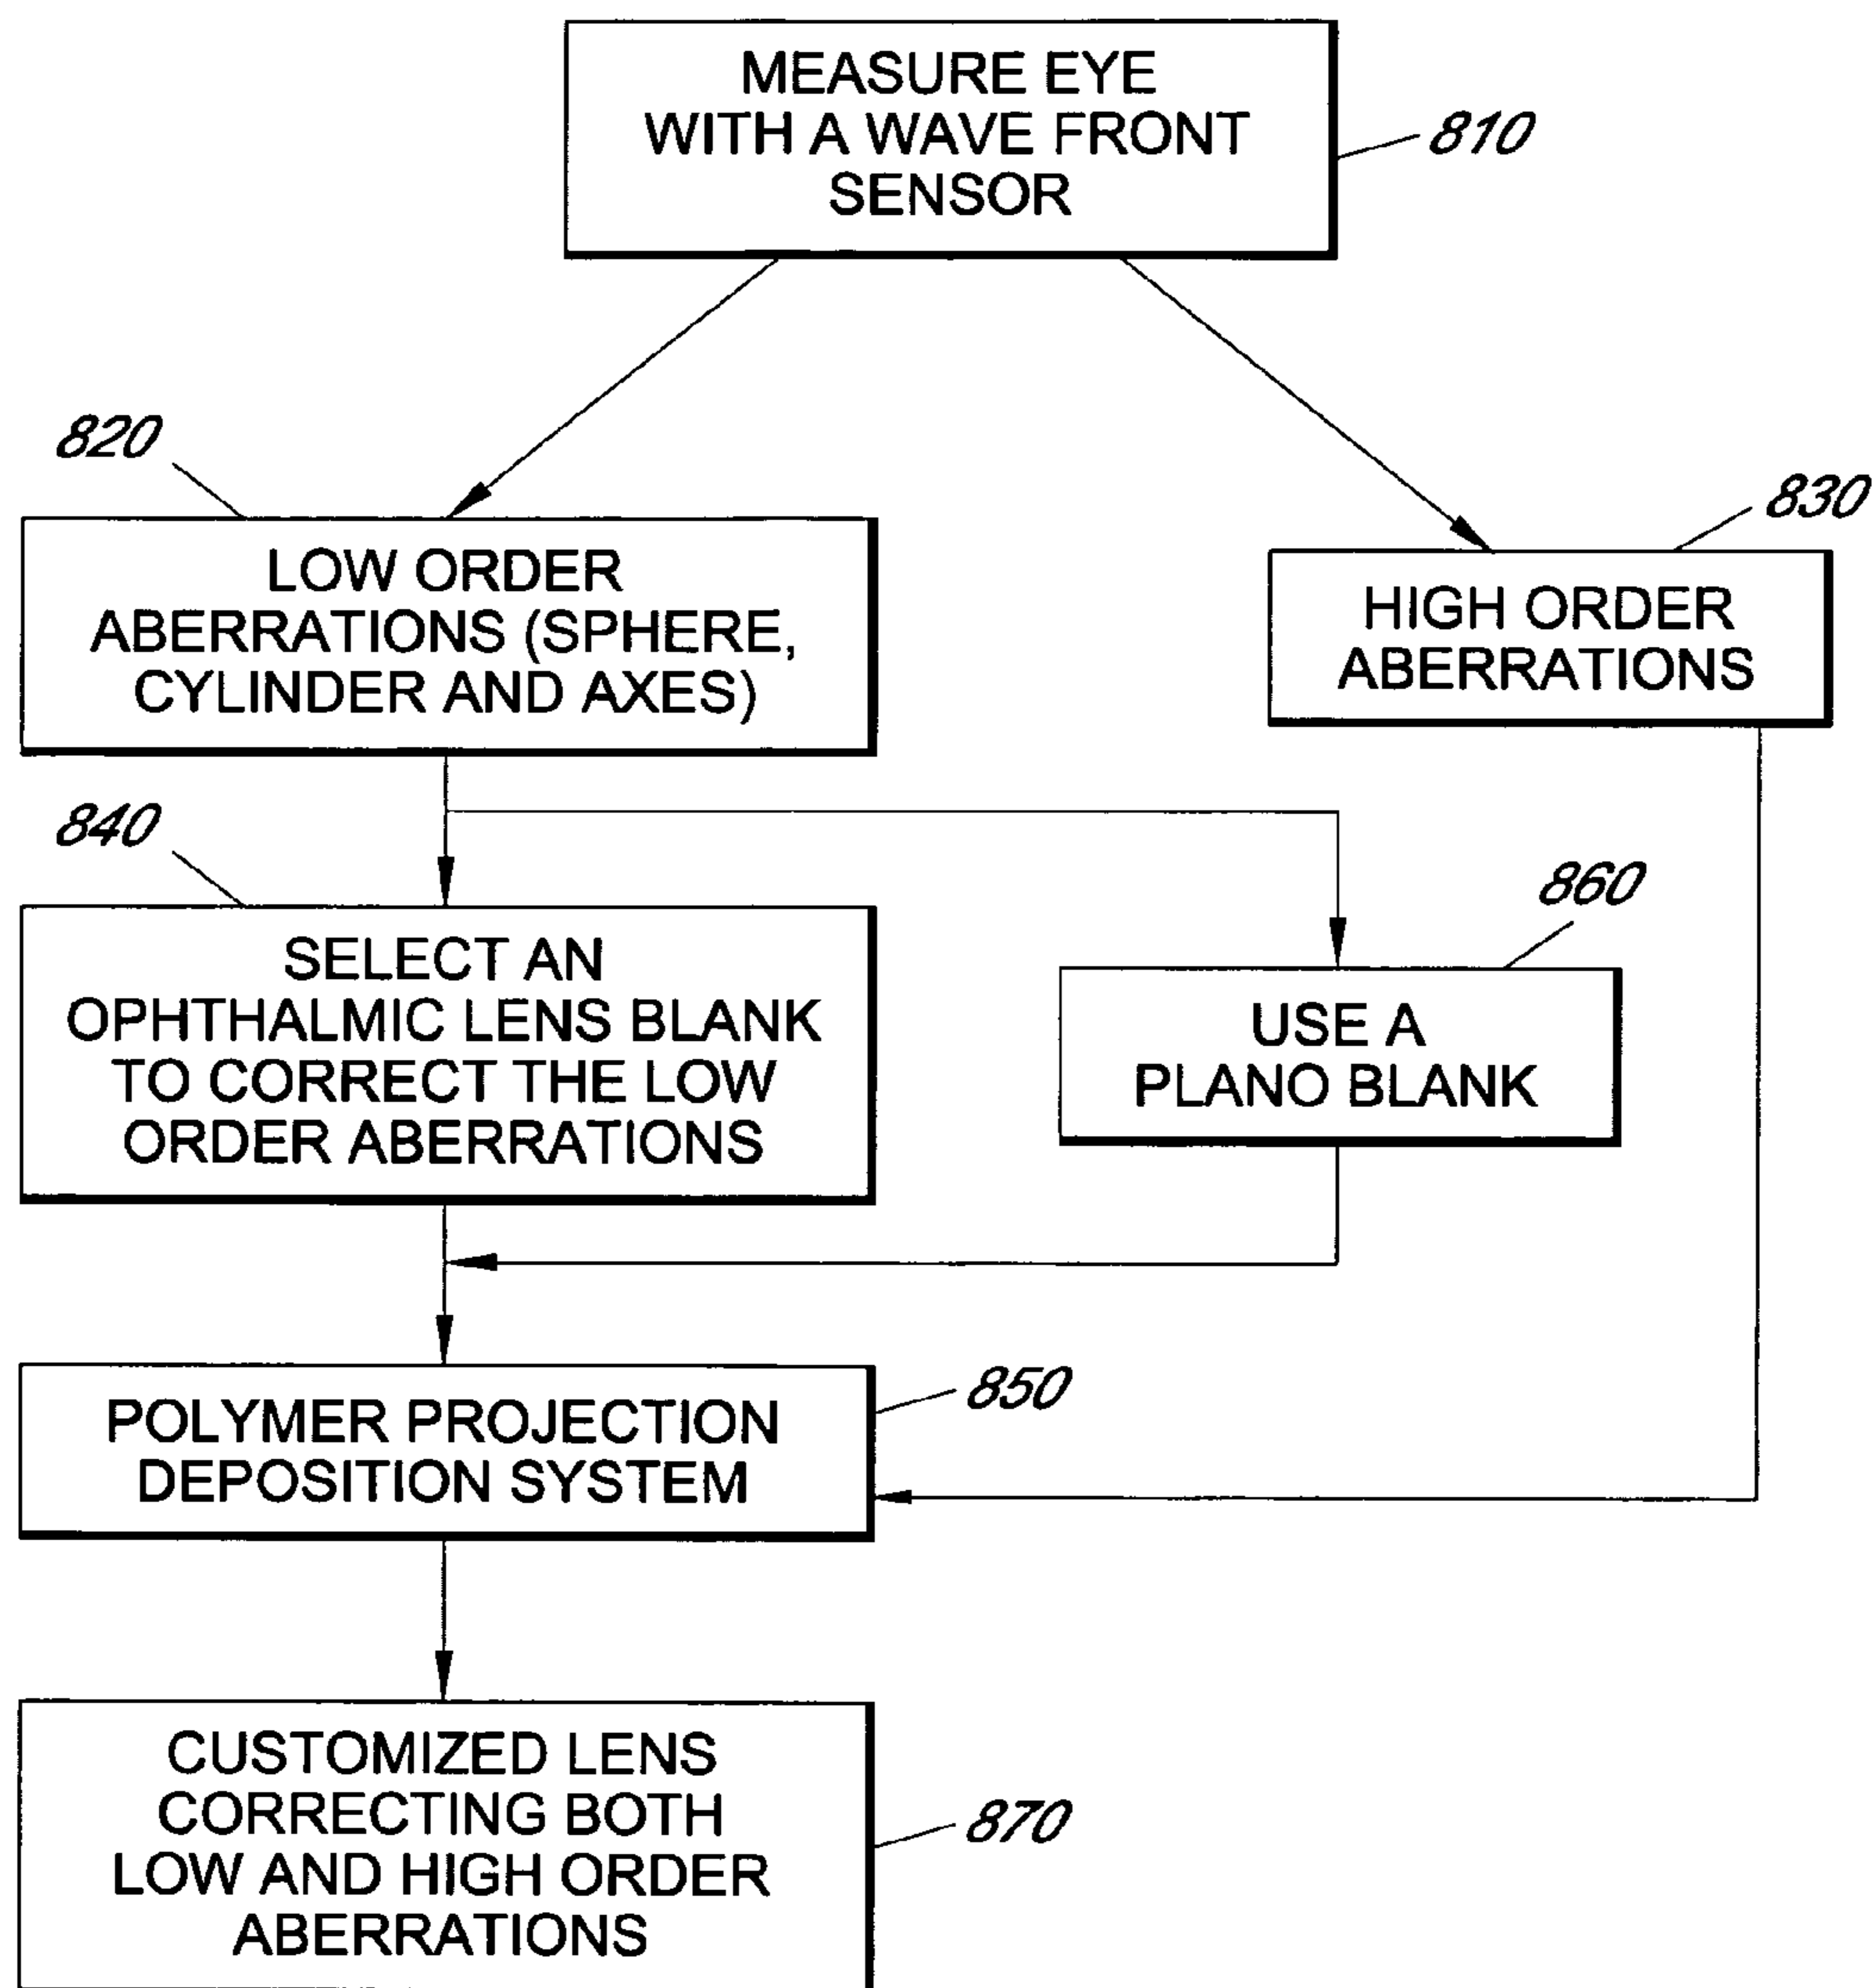 MEASURE EYE
WITH A WAVE FRONT
SENSOR
810
820
LOW ORDER
ABERRATIONS (SPHERE,
CYLINDER AND AXES)
830
HIGH ORDER
ABERRATIONS
840
SELECT AN
OPHTHALMIC LENS BLANK
TO CORRECT THE LOW
ORDER ABERRATIONS
860
USE A
PLANO BLANK
850
POLYMER PROJECTION
DEPOSITION SYSTEM
CUSTOMIZED LENS
CORRECTING BOTH
LOW AND HIGH ORDER
ABERRATIONS
870